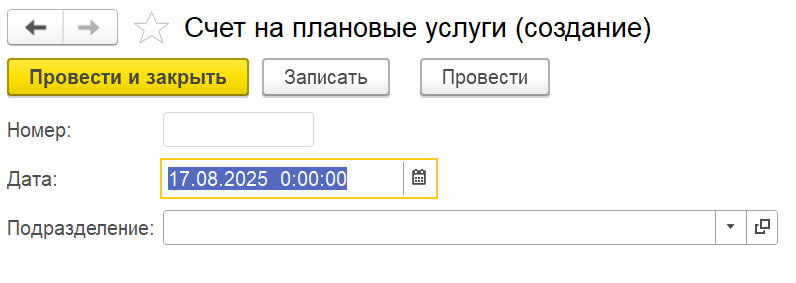 Счет на плановые услуги (создание)
Провести и закрыть Записать Провести
Номер:
Дата: 17.08.2025 0:00:00
Подразделение: